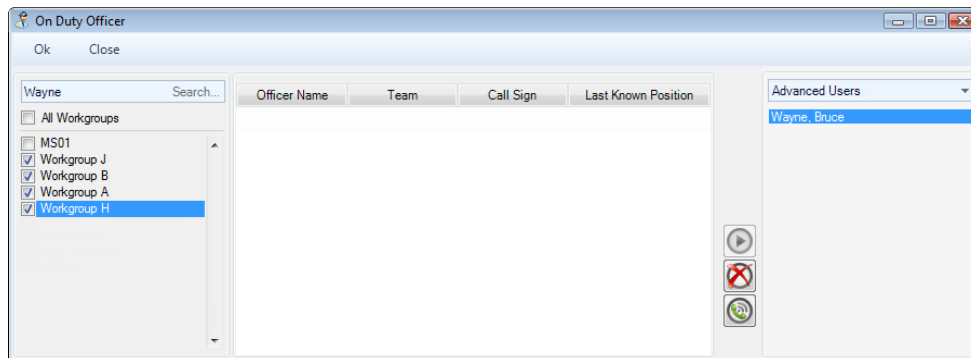 On Duty Officer
Ok Close
Wayne Search...
All Workgroups
MS01
Workgroup J
Workgroup B
Workgroup A
Workgroup H
Officer Name Team Call Sign Last Known Position
Advanced Users
Wayne, Bruce